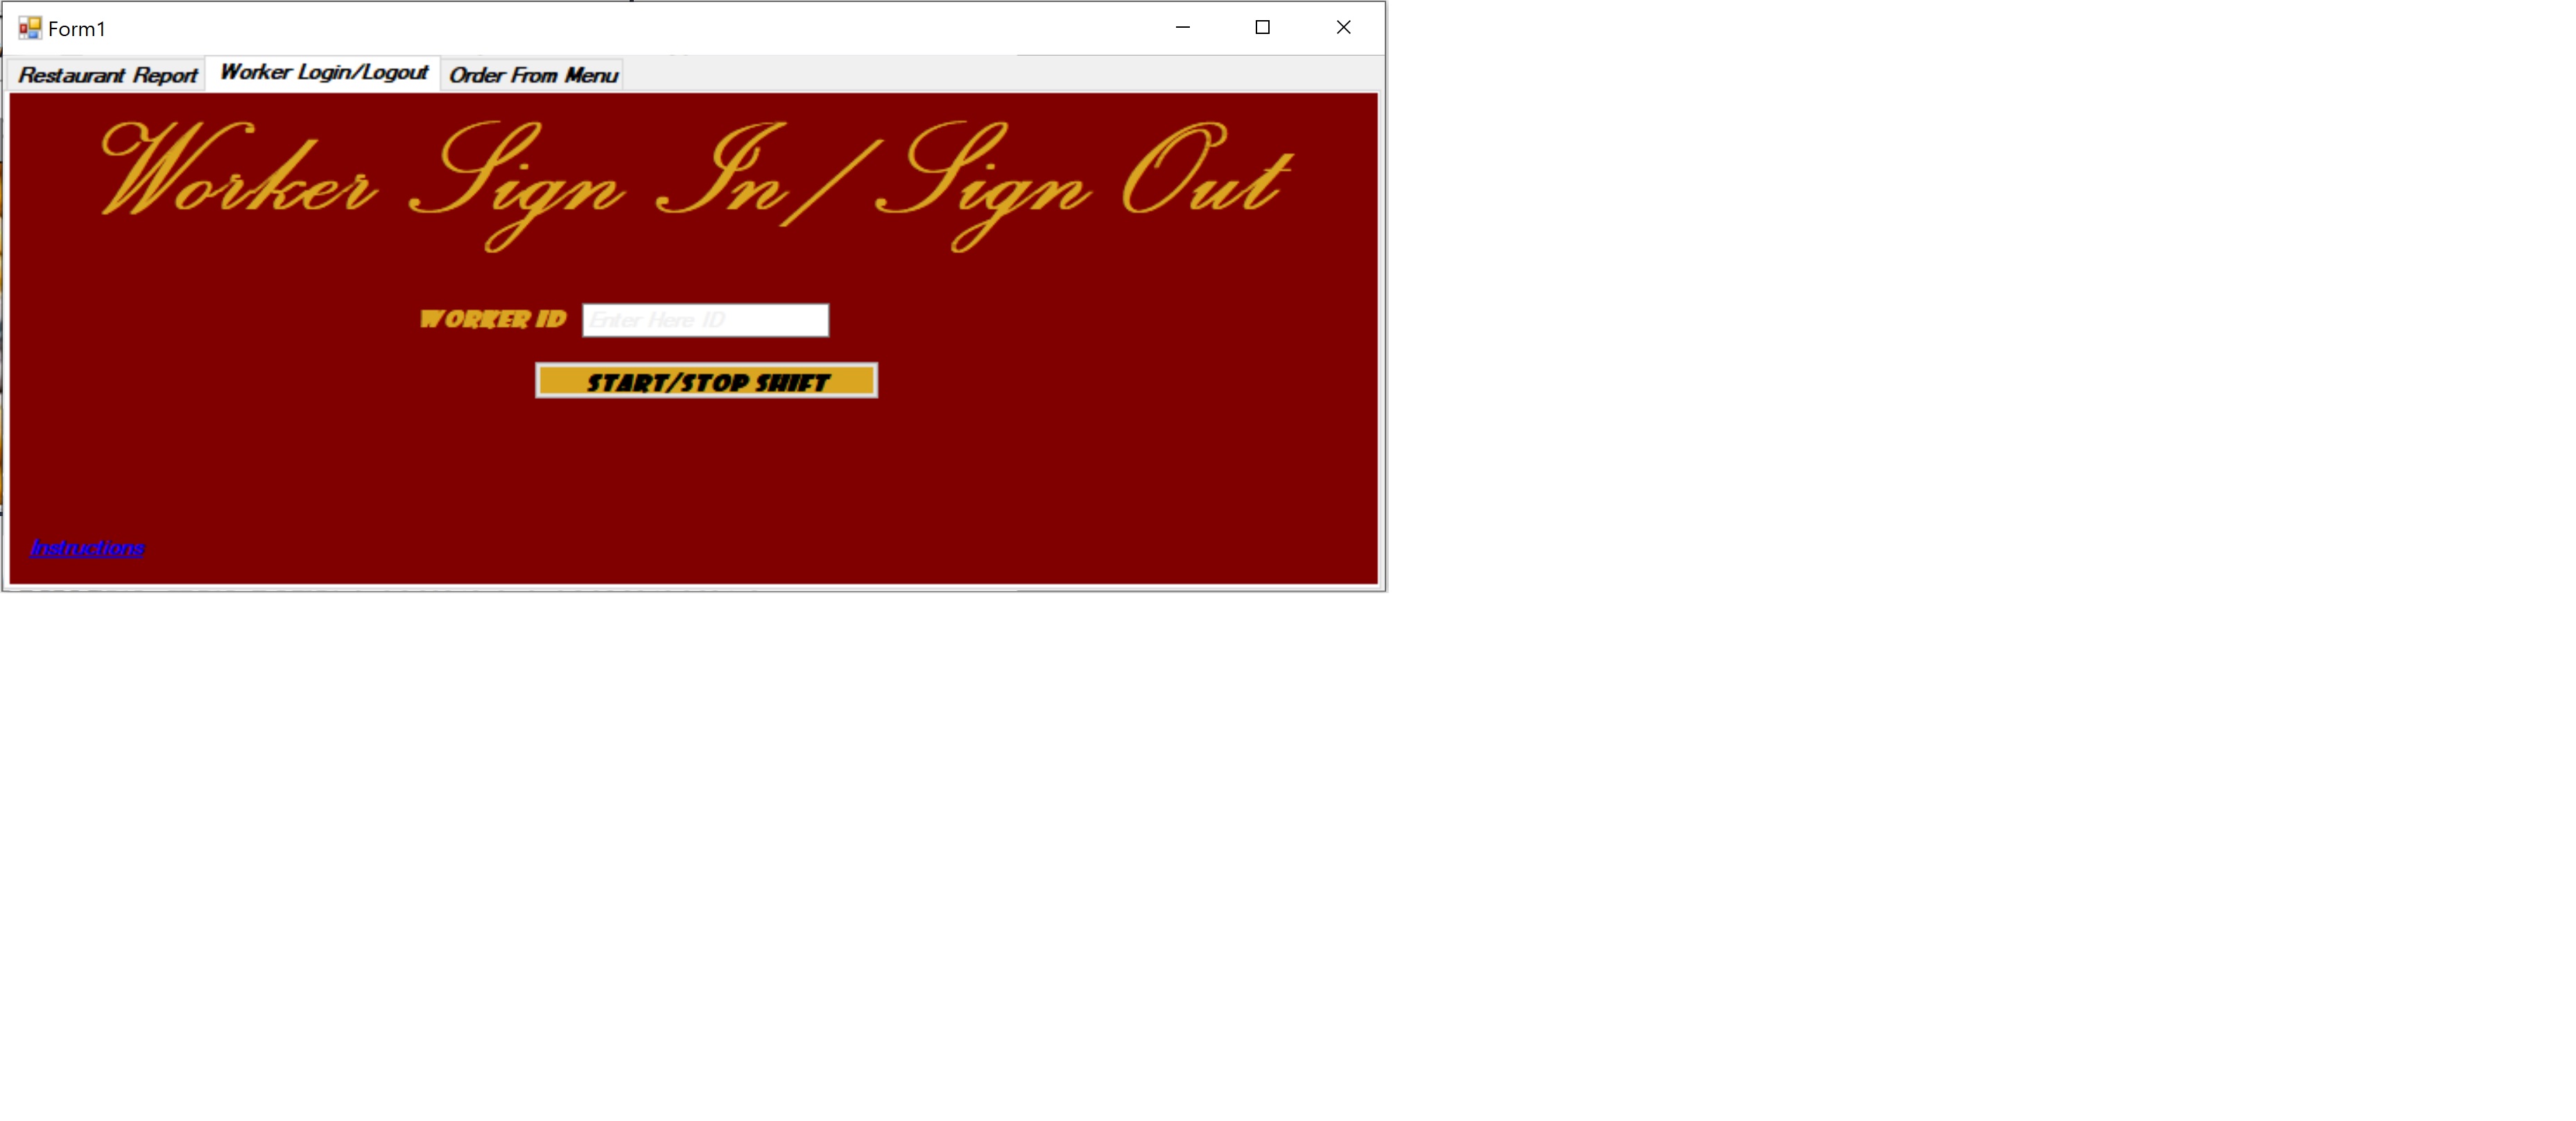 Form1
Restaurant Report Worker Login/Logout Order From Menu
Worker Sign In/Sign Out
WORKER ID Enter Here ID
START/STOP SHIFT
Instructions